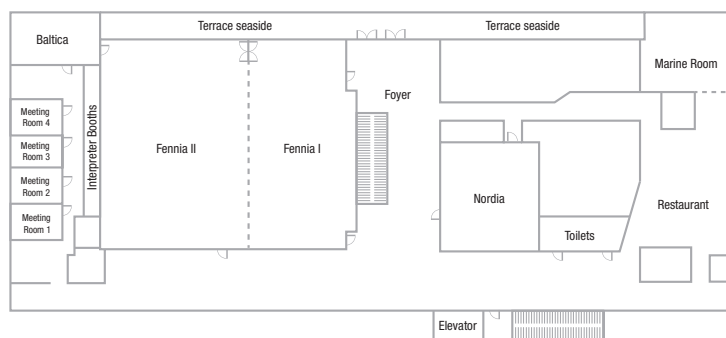 Terrace seaside
Terrace seaside
Baltica
Marine Room
Foyer
Meeting
Room 4
Interpreter Booths
Fennia II
Fennia I
Meeting
Room 3
Meeting
Room 2
Nordia
Restaurant
Meeting
Room 1
Toilets
Elevator